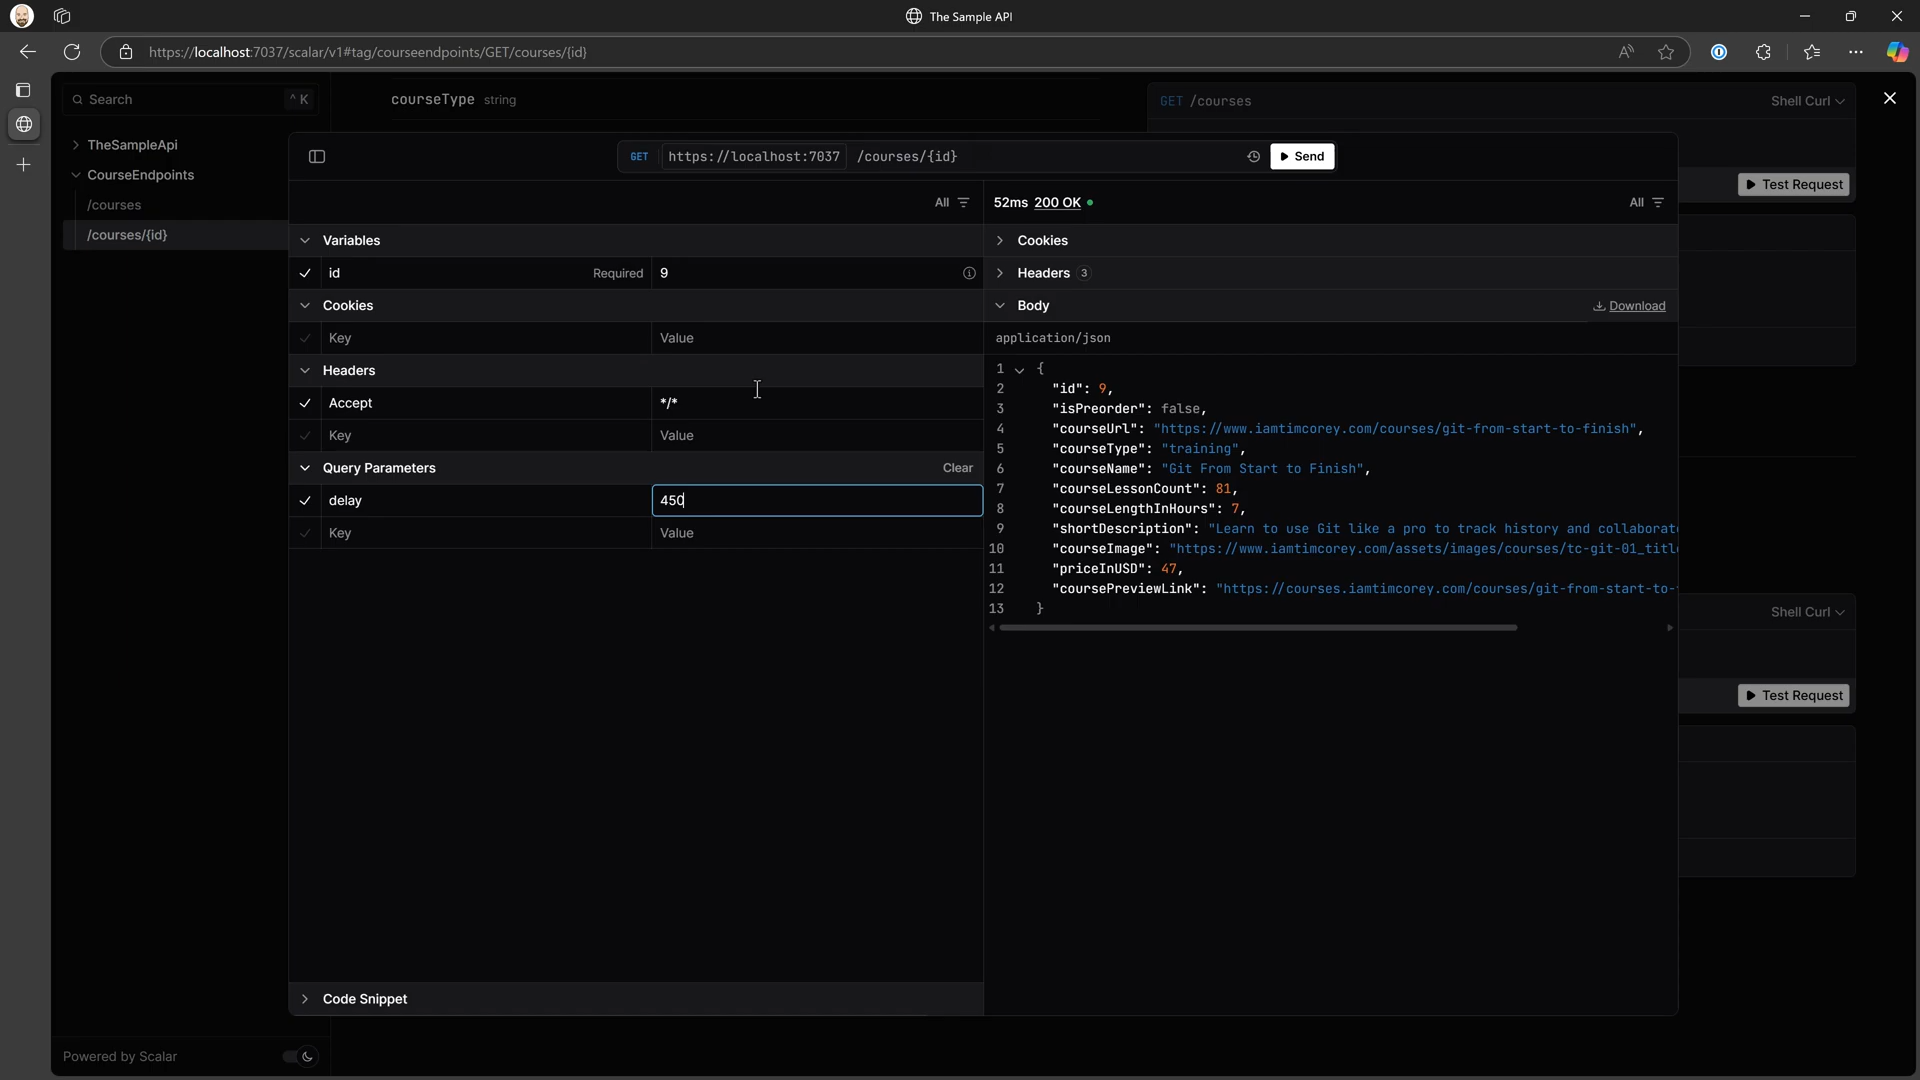 The Sample API
https://localhost:7037/scalar/v1#tag/courseendpoints/GET/courses/{id}
Search ^ K
TheSampleApi
CourseEndpoints
/courses
/courses/{id}
Powered by Scalar
courseType string
GET /courses
Shell Curl
Test Request
Shell Curl
Test Request
GET https://localhost:7037 /courses/{id}
Send
All
Variables
id Required 9
Cookies
Key Value
Headers
Accept */*
Key Value
Query Parameters Clear
delay 450
Key Value
Code Snippet
52ms 200 OK
All
Cookies
Headers 3
Body Download
application/json
1 {
2 "id": 9,
3 "isPreorder": false,
4 "courseUrl": "https://www.iamtimcorey.com/courses/git-from-start-to-finish",
5 "courseType": "training",
6 "courseName": "Git From Start to Finish",
7 "courseLessonCount": 81,
8 "courseLengthInHours": 7,
9 "shortDescription": "Learn to use Git like a pro to track history and collaborat
10 "courseImage": "https://www.iamtimcorey.com/assets/images/courses/tc-git-01_titl
11 "priceInUSD": 47,
12 "coursePreviewLink": "https://courses.iamtimcorey.com/courses/git-from-start-to-
13 }